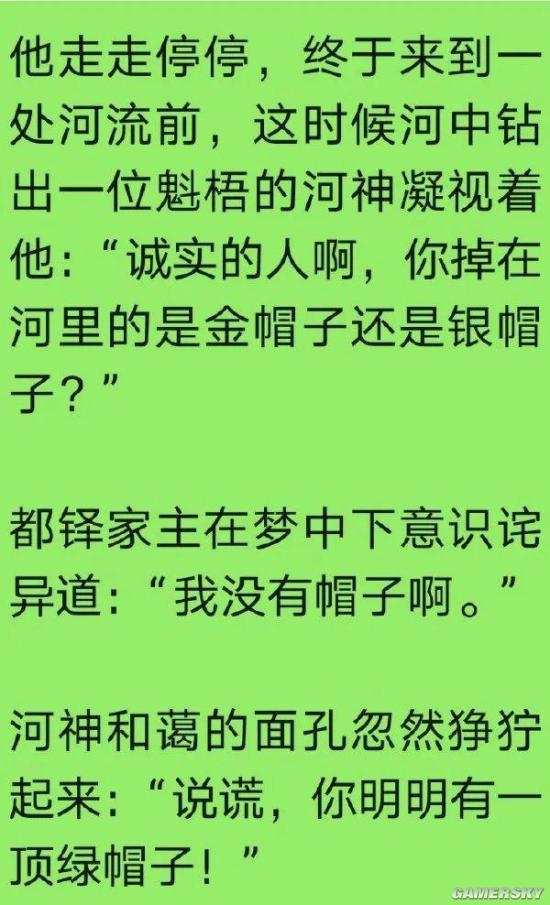 他走走停停，终于来到一
处河流前，这时候河中钻
出一位魁梧的河神凝视着
他：“诚实的人啊，你掉在
河里的是金帽子还是银帽
子？”
都铎家主在梦中下意识诧
异道：“我没有帽子啊。”
河神和蔼的面孔忽然狰狞
起来：“说谎，你明明有一
顶绿帽子！”
GAMERSKY